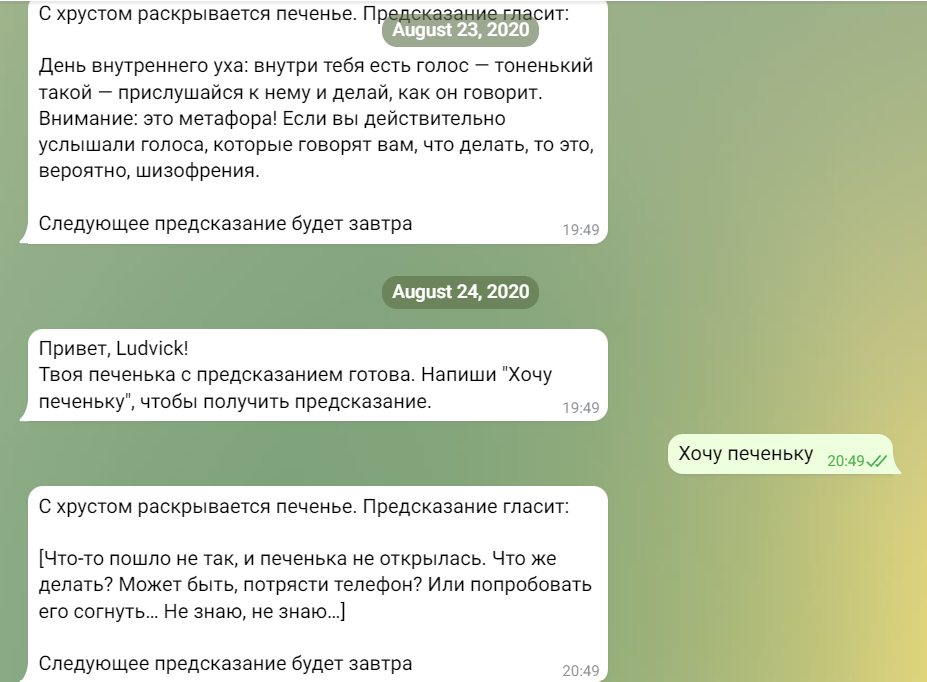 С хрустом раскрывается печенье. Предсказание гласит:
August 23, 2020
День внутреннего уха: внутри тебя есть голос — тоненький
такой — прислушайся к нему и делай, как он говорит.
Внимание: это метафора! Если вы действительно
услышали голоса, которые говорят вам, что делать, то это,
вероятно, шизофрения.
Следующее предсказание будет завтра
19:49
August 24, 2020
Привет, Ludvick!
Твоя печенька с предсказанием готова. Напиши "Хочу
печеньку", чтобы получить предсказание.
19:49
Хочу печеньку 20:49
С хрустом раскрывается печенье. Предсказание гласит:
[Что-то пошло не так, и печенька не открылась. Что же
делать? Может быть, потрясти телефон? Или попробовать
его согнуть... Не знаю, не знаю...]
Следующее предсказание будет завтра
20:49